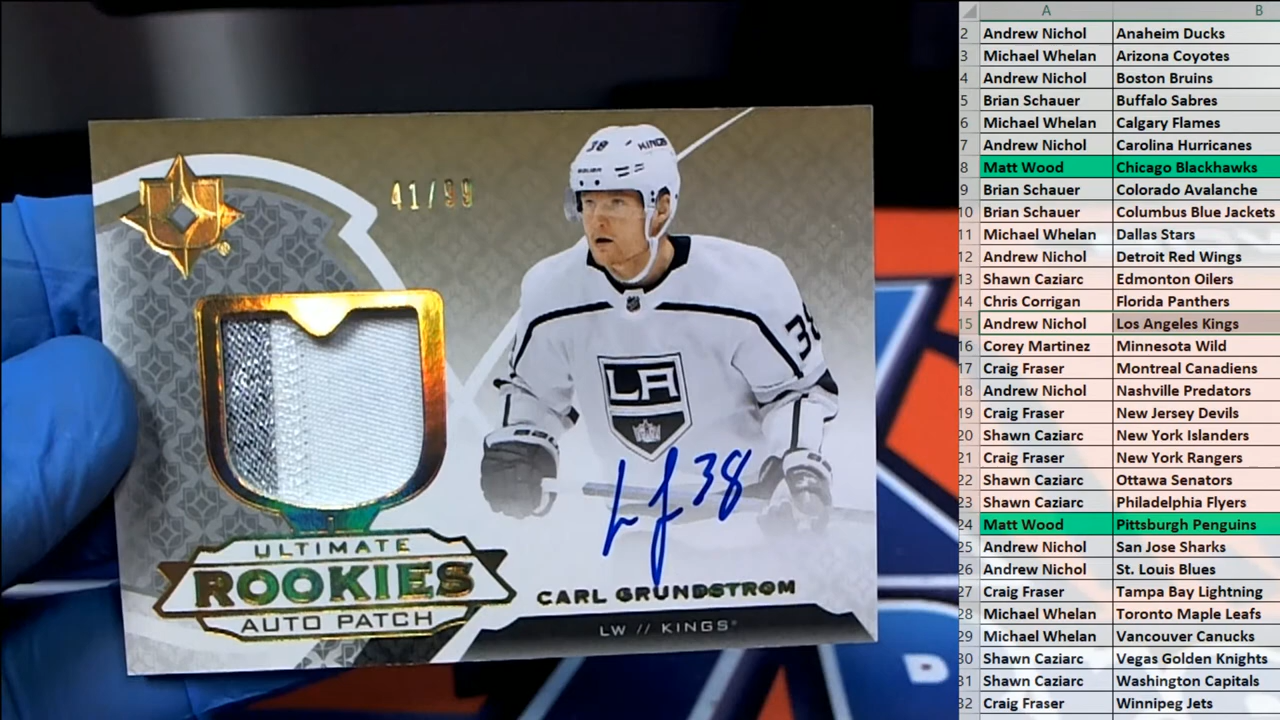 41/99
38 KINGS
BAUER
38
LA
38
ULTIMATE
ROOKIES
AUTO PATCH
CARL GRUNDSTROM
LW // KINGS
A B
2 Andrew Nichol Anaheim Ducks
3 Michael Whelan Arizona Coyotes
4 Andrew Nichol Boston Bruins
5 Brian Schauer Buffalo Sabres
6 Michael Whelan Calgary Flames
7 Andrew Nichol Carolina Hurricanes
8 Matt Wood Chicago Blackhawks
9 Brian Schauer Colorado Avalanche
10 Brian Schauer Columbus Blue Jackets
11 Michael Whelan Dallas Stars
12 Andrew Nichol Detroit Red Wings
13 Shawn Caziarc Edmonton Oilers
14 Chris Corrigan Florida Panthers
15 Andrew Nichol Los Angeles Kings
16 Corey Martinez Minnesota Wild
17 Craig Fraser Montreal Canadiens
18 Andrew Nichol Nashville Predators
19 Craig Fraser New Jersey Devils
20 Shawn Caziarc New York Islanders
21 Craig Fraser New York Rangers
22 Shawn Caziarc Ottawa Senators
23 Shawn Caziarc Philadelphia Flyers
24 Matt Wood Pittsburgh Penguins
25 Andrew Nichol San Jose Sharks
26 Andrew Nichol St. Louis Blues
27 Craig Fraser Tampa Bay Lightning
28 Michael Whelan Toronto Maple Leafs
29 Michael Whelan Vancouver Canucks
30 Shawn Caziarc Vegas Golden Knights
31 Shawn Caziarc Washington Capitals
32 Craig Fraser Winnipeg Jets